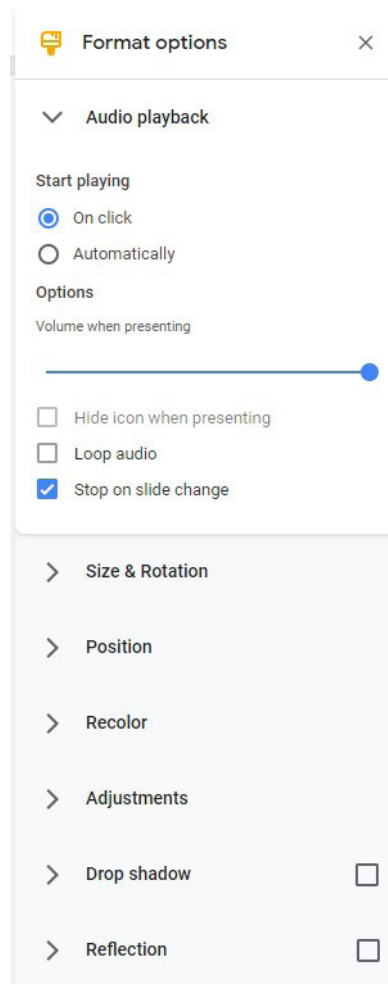 Format options
Audio playback
Start playing
On click
Automatically
Options
Volume when presenting
Hide icon when presenting
Loop audio
Stop on slide change
Size & Rotation
Position
Recolor
Adjustments
Drop shadow
Reflection